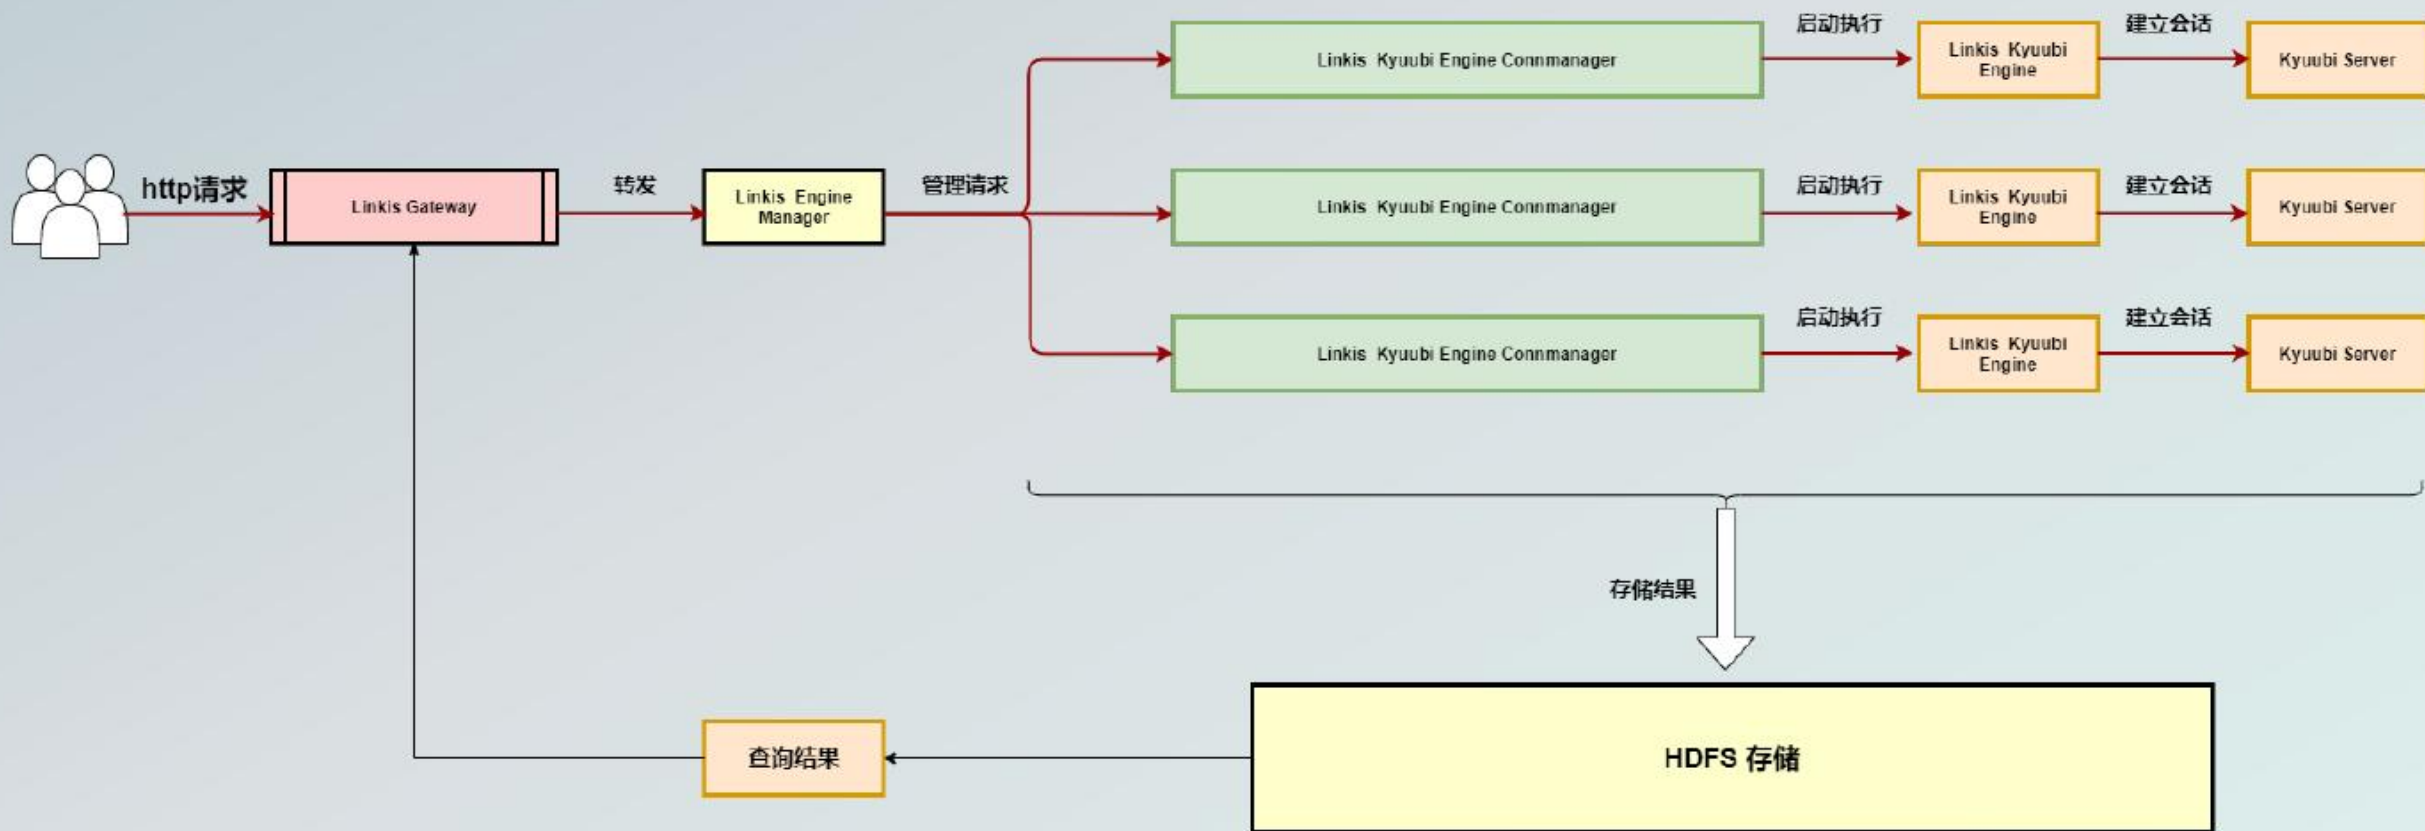 启动执行
建立会话
Linkis Kyuubi Engine Connmanager
Linkis Kyuubi
Engine
Kyuubi Server
http请求
Linkis Gateway
转发
Linkis Engine
Manager
管理请求
Linkis Kyuubi Engine Connmanager
启动执行
Linkis Kyuubi
Engine
建立会话
Kyuubi Server
Linkis Kyuubi Engine Connmanager
启动执行
Linkis Kyuubi
Engine
建立会话
Kyuubi Server
存储结果
查询结果
HDFS 存储